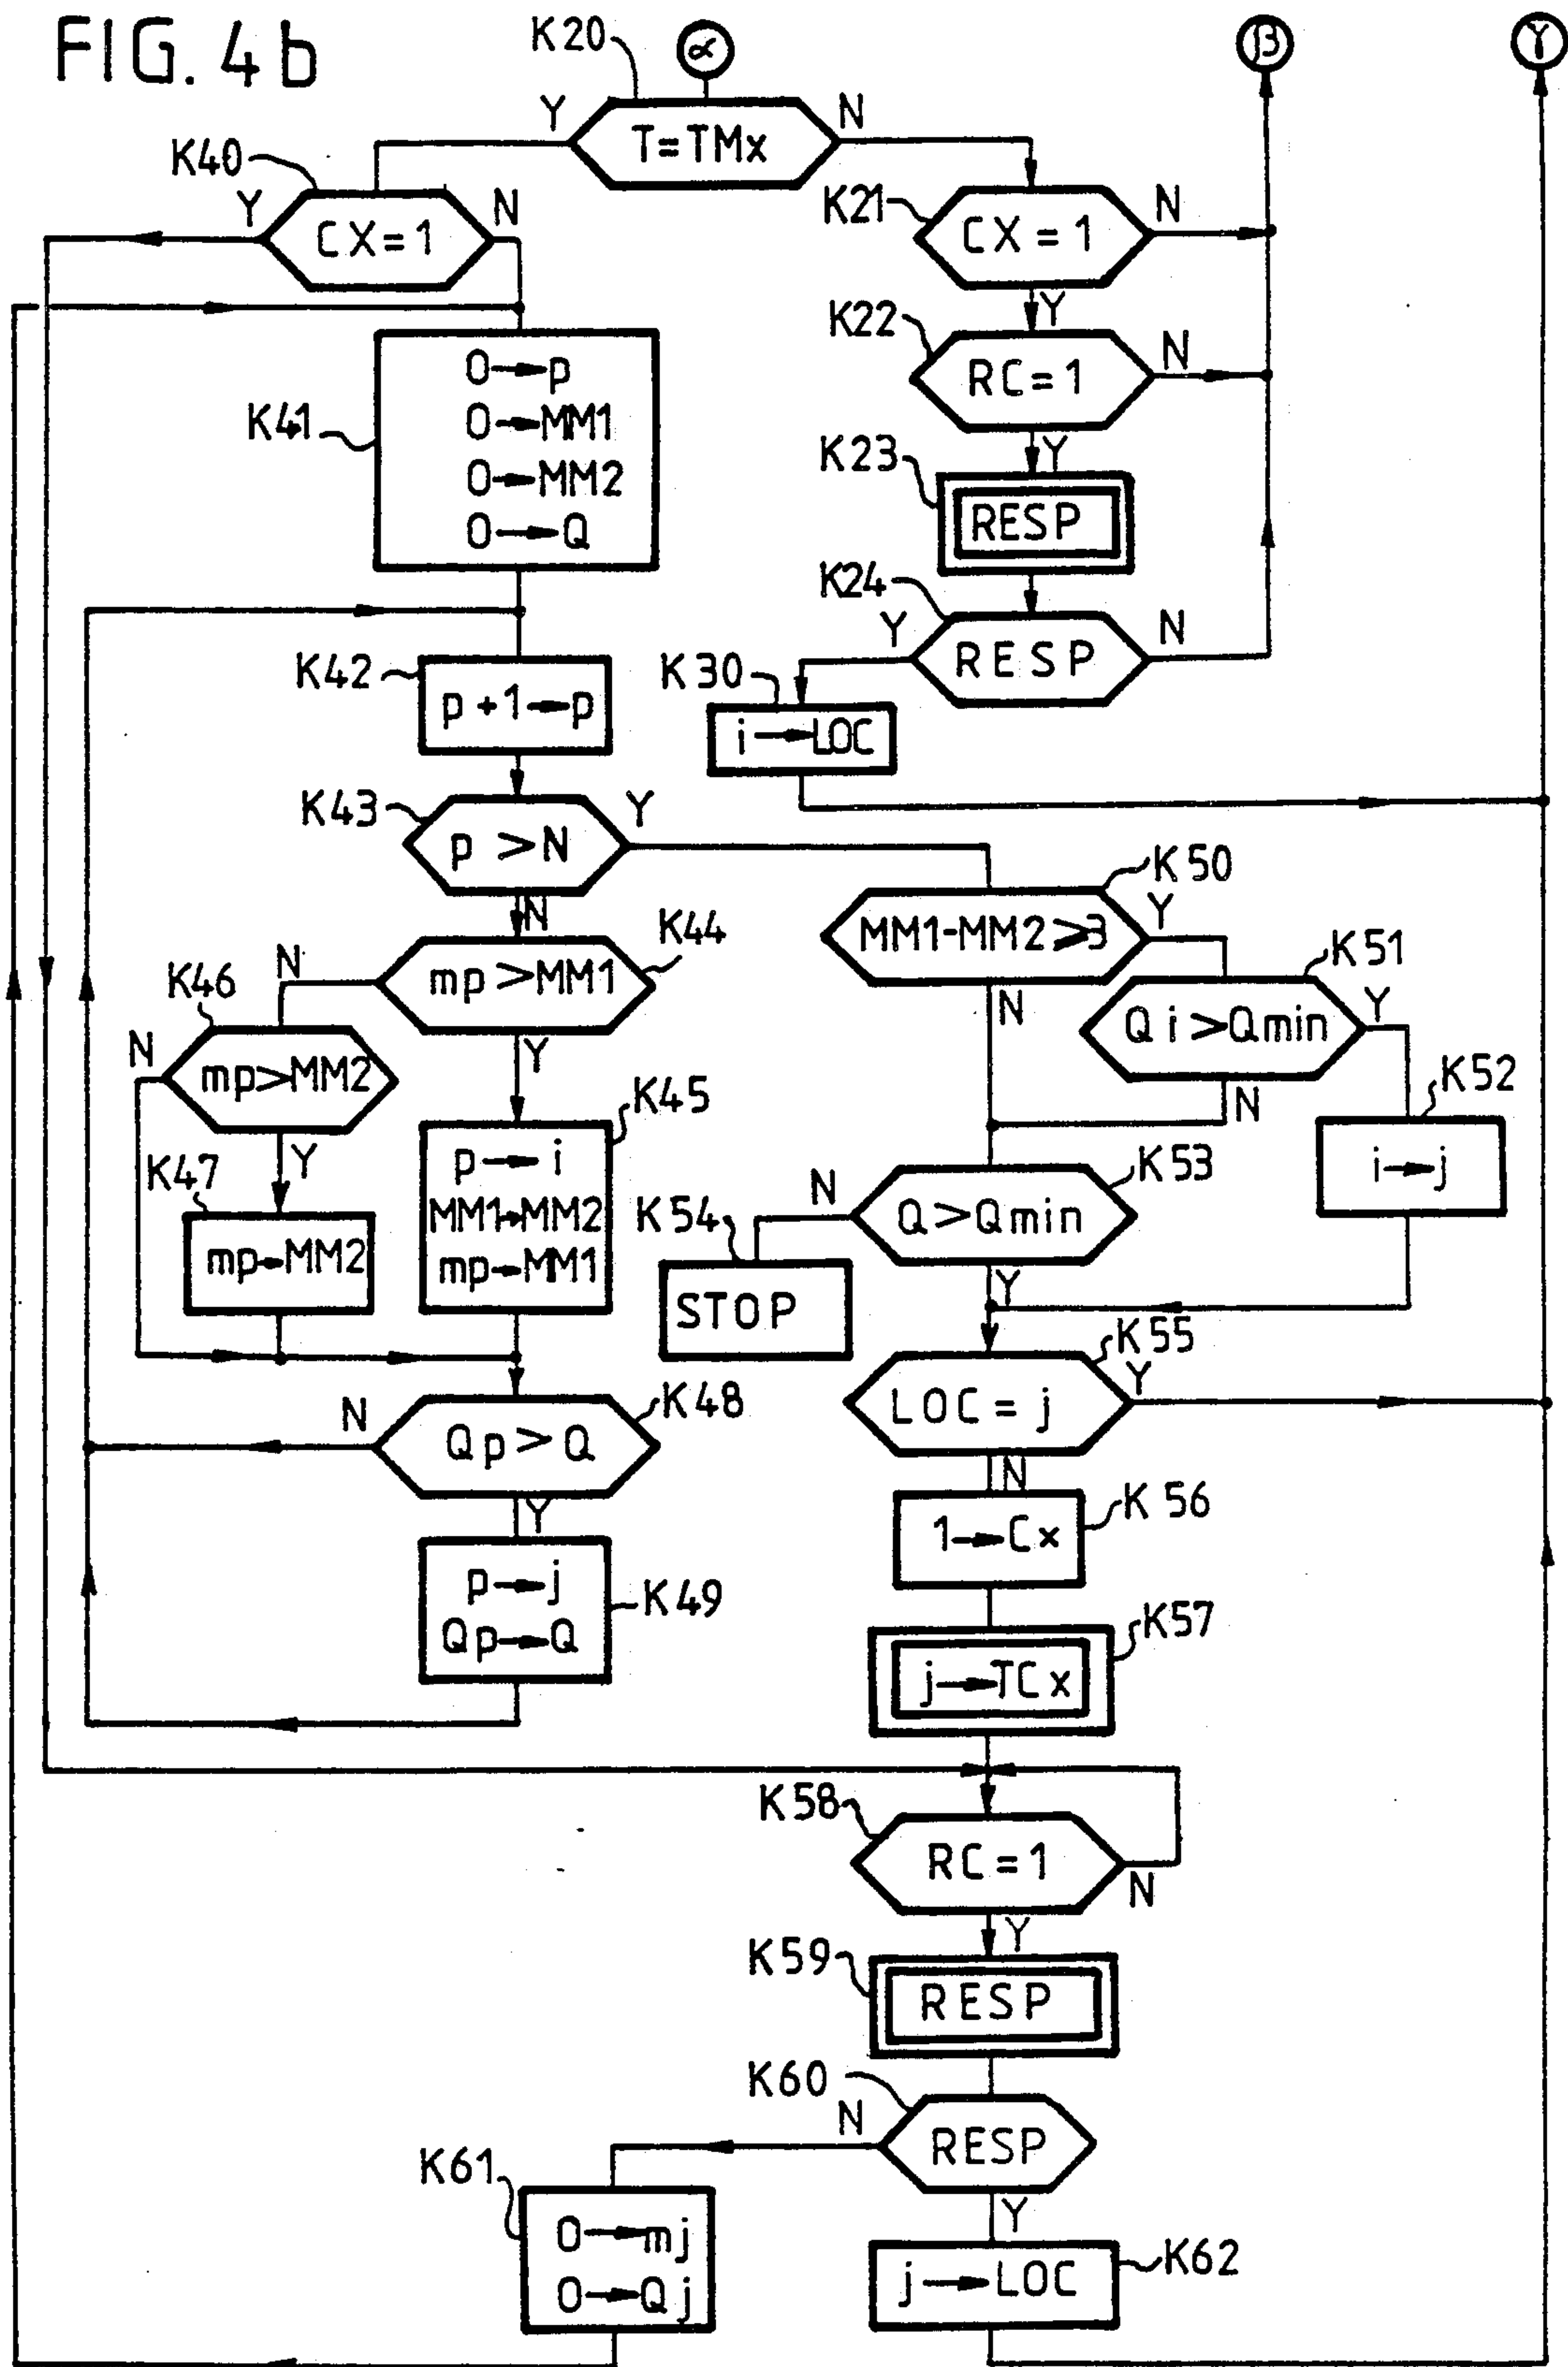 FIG. 4b
K20
α
β
γ
Y
T=TMx
N
K40
Y
CX=1
N
K21
CX=1
N
Y
K22
RC=1
N
Y
K41
0→p
0→MM1
0→MM2
0→Q
K23
RESP
K24
Y
RESP
N
K42
p+1→p
K30
i→LOC
K43
p>N
Y
N
K50
MM1-MM2⩾3
Y
N
K44
mp>MM1
N
Y
K51
Qi>Qmin
Y
N
K46
N
mp>MM2
Y
K52
i→j
K45
p→i
MM1→MM2
mp→MM1
K47
mp→MM2
K53
N
Q>Qmin
Y
K54
STOP
K55
LOC=j
Y
N
K48
N
Qp>Q
Y
K56
1→Cx
K49
p→j
Qp→Q
K57
j→TCx
K58
RC=1
N
Y
K59
RESP
K60
N
RESP
Y
K61
0→mj
0→Qj
K62
j→LOC